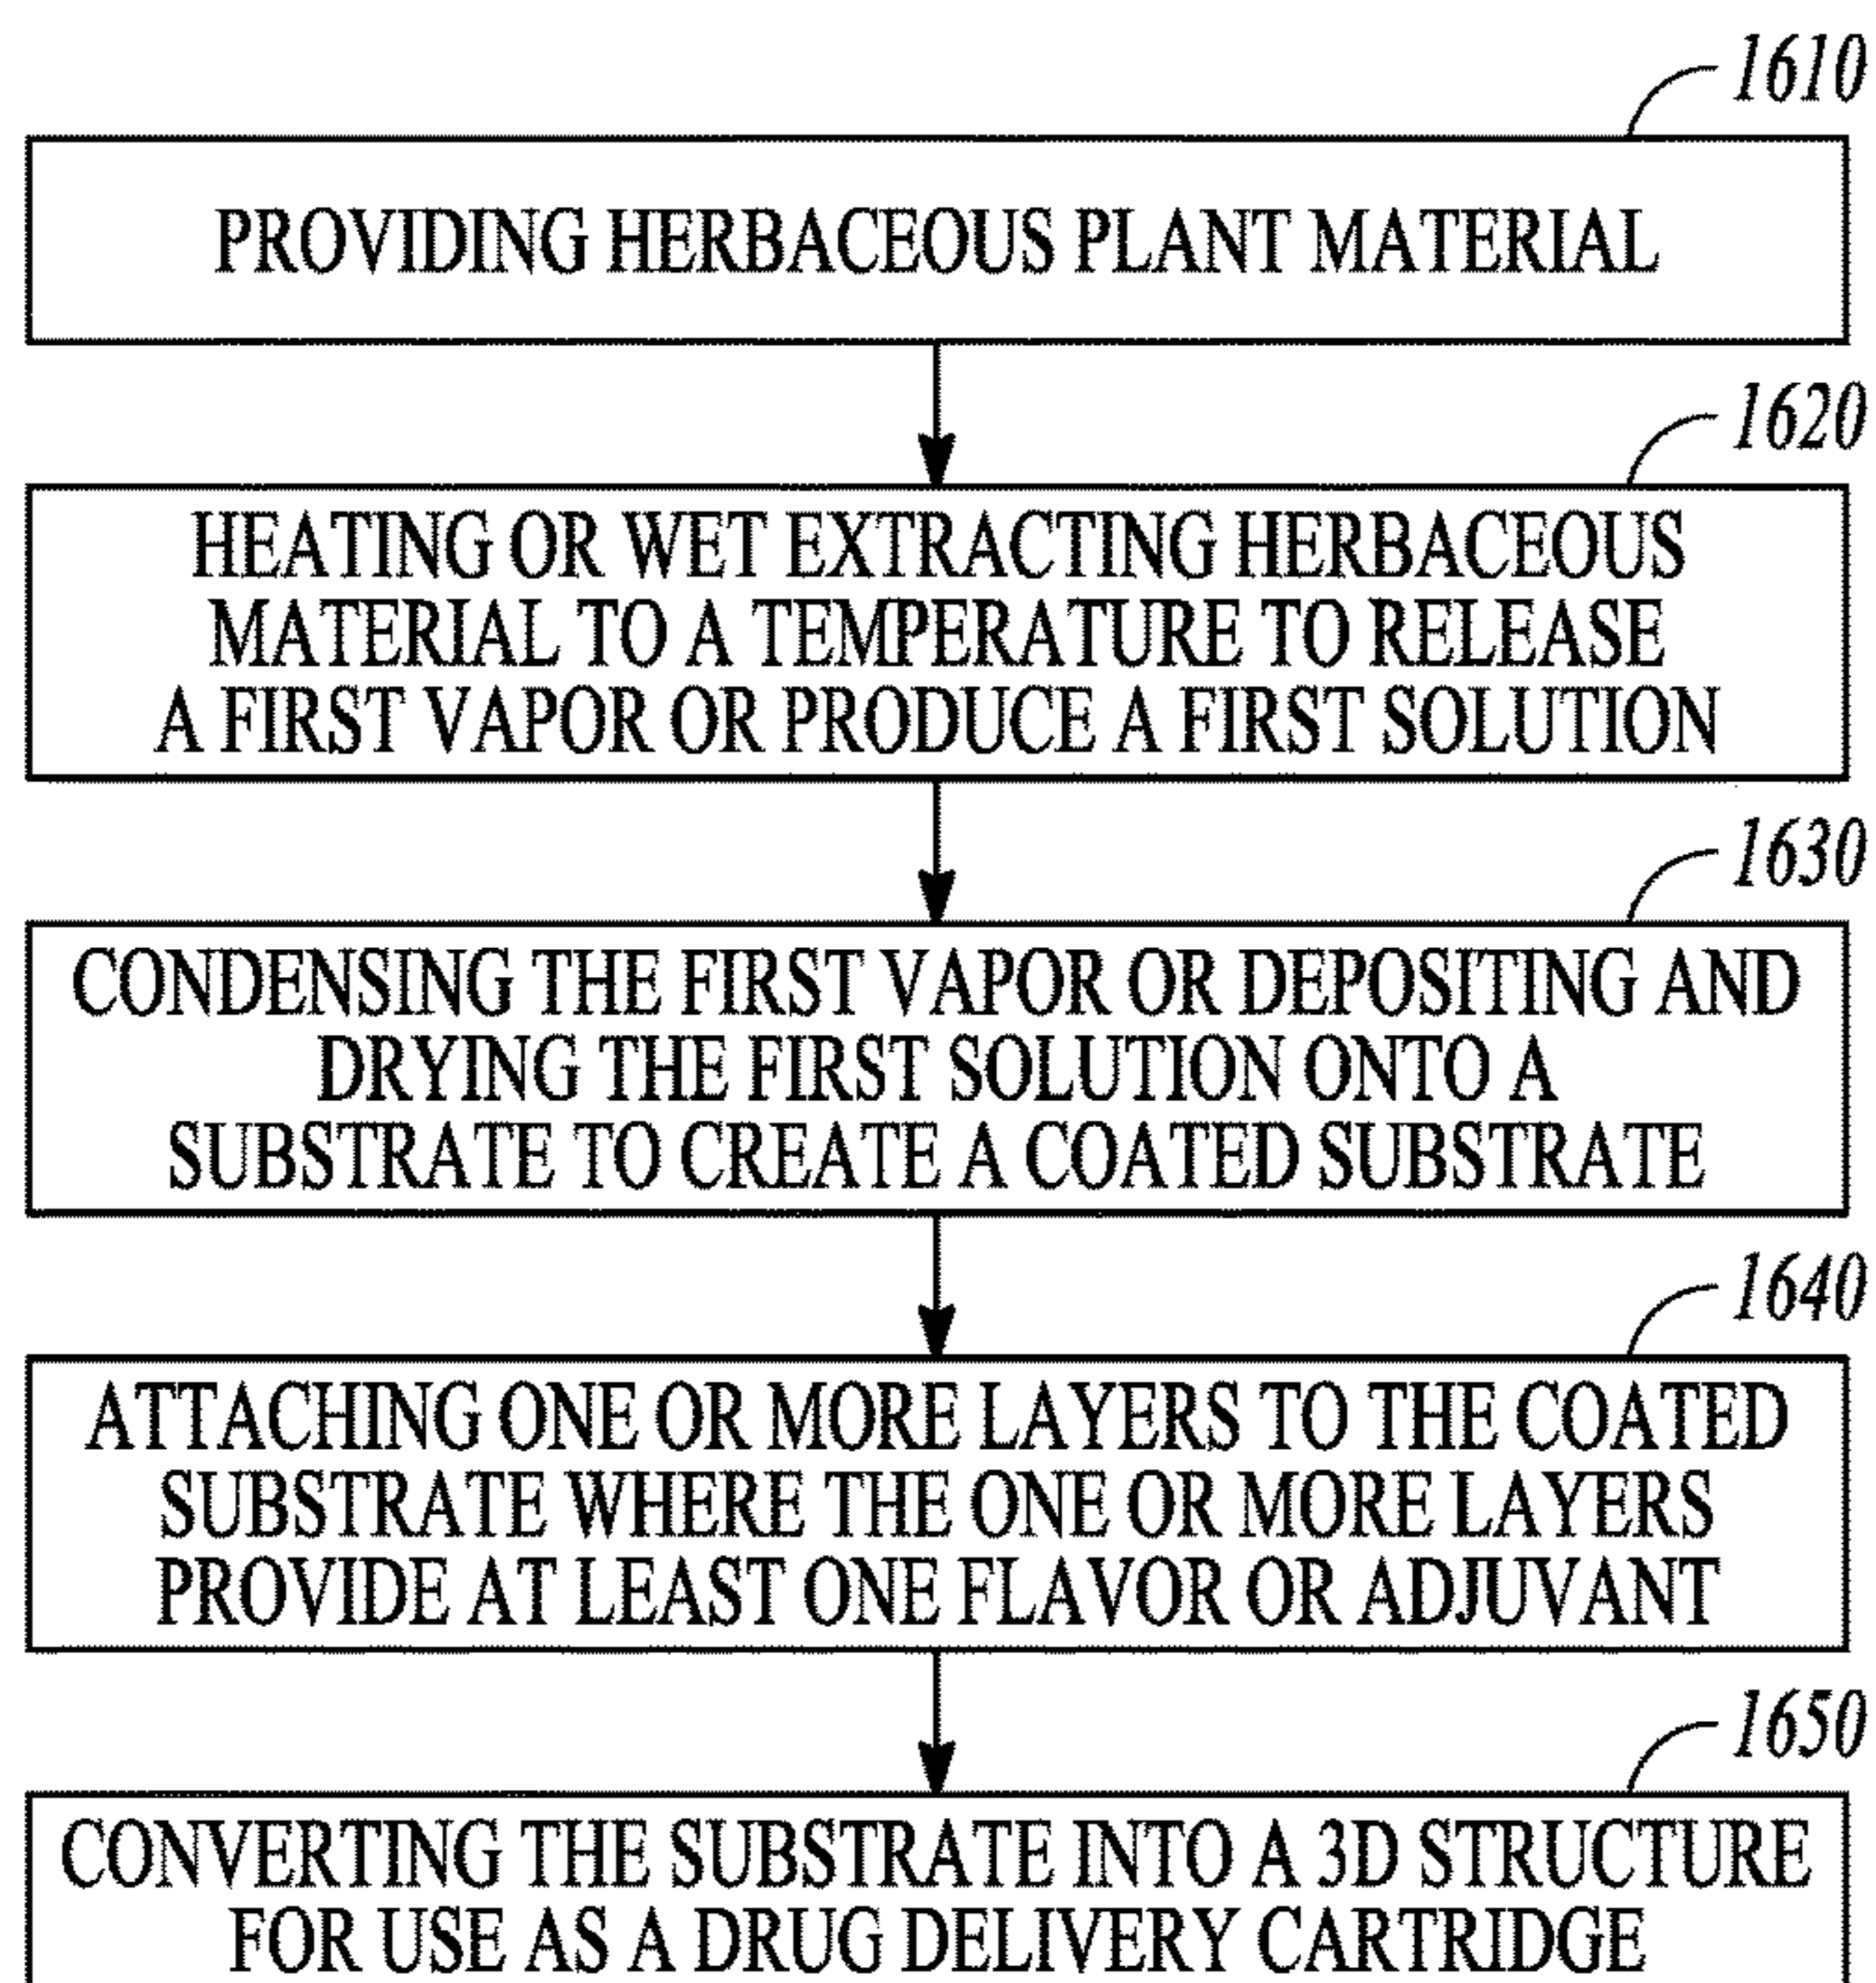 1610
PROVIDING HERBACEOUS PLANT MATERIAL
1620
HEATING OR WET EXTRACTING HERBACEOUS
MATERIAL TO A TEMPERATURE TO RELEASE
A FIRST VAPOR OR PRODUCE A FIRST SOLUTION
1630
CONDENSING THE FIRST VAPOR OR DEPOSITING AND
DRYING THE FIRST SOLUTION ONTO A
SUBSTRATE TO CREATE A COATED SUBSTRATE
1640
ATTACHING ONE OR MORE LAYERS TO THE COATED
SUBSTRATE WHERE THE ONE OR MORE LAYERS
PROVIDE AT LEAST ONE FLAVOR OR ADJUVANT
1650
CONVERTING THE SUBSTRATE INTO A 3D STRUCTURE
FOR USE AS A DRUG DELIVERY CARTRIDGE